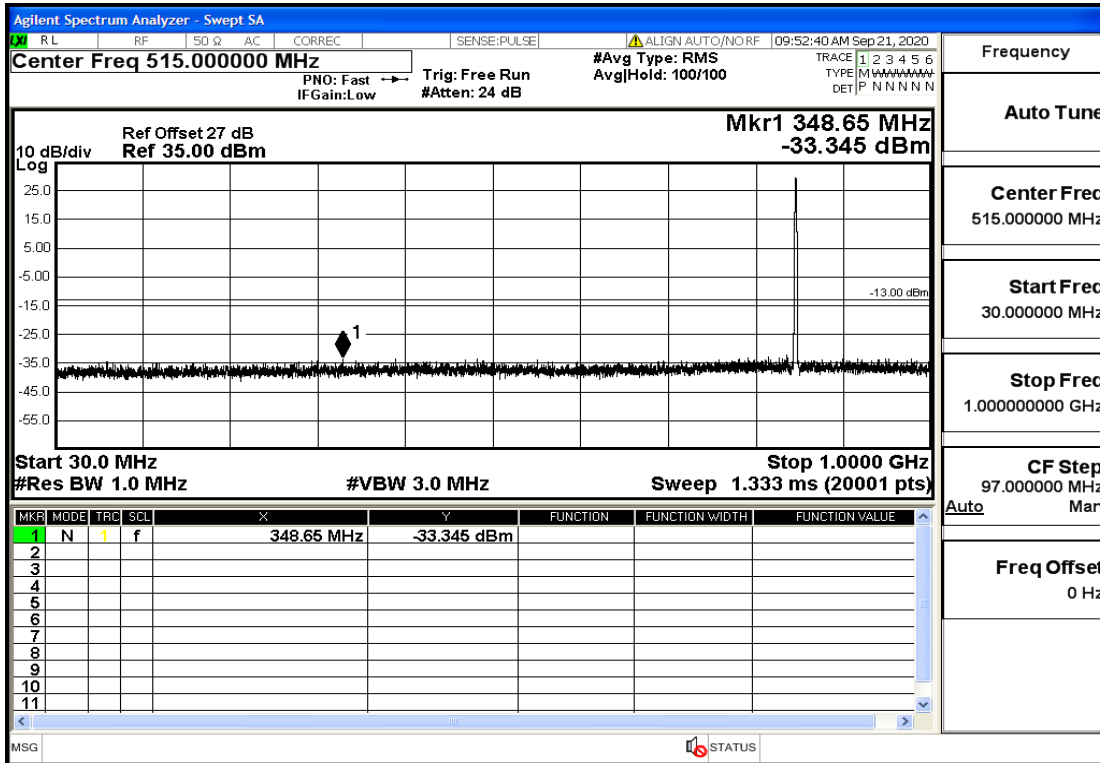 Agilent Spectrum Analyzer - Swept SA
LXI RL RF 50 Ω AC CORREC SENSE:PULSE ALIGN AUTO/NO RF 09:52:40 AM Sep 21, 2020
Center Freq 515.000000 MHz
PNO: Fast
IFGain:Low
Trig: Free Run
#Atten: 24 dB
#Avg Type: RMS
Avg|Hold: 100/100
TRACE 1 2 3 4 5 6
TYPE M WWWWW
DET P N N N N N
Ref Offset 27 dB
10 dB/div Ref 35.00 dBm
Log
Mkr1 348.65 MHz
-33.345 dBm
25.0
15.0
5.00
-5.00
-13.00 dBm
-15.0
-25.0
1
-35.0
-45.0
-55.0
Start 30.0 MHz Stop 1.0000 GHz
#Res BW 1.0 MHz #VBW 3.0 MHz Sweep 1.333 ms (20001 pts)
MKR MODE TRC SCL X Y FUNCTION FUNCTION WIDTH FUNCTION VALUE
1 N 1 f 348.65 MHz -33.345 dBm
2
3
4
5
6
7
8
9
10
11
MSG STATUS
Frequency
Auto Tune
Center Freq
515.000000 MHz
Start Freq
30.000000 MHz
Stop Freq
1.000000000 GHz
CF Step
97.000000 MHz
Auto Man
Freq Offset
0 Hz